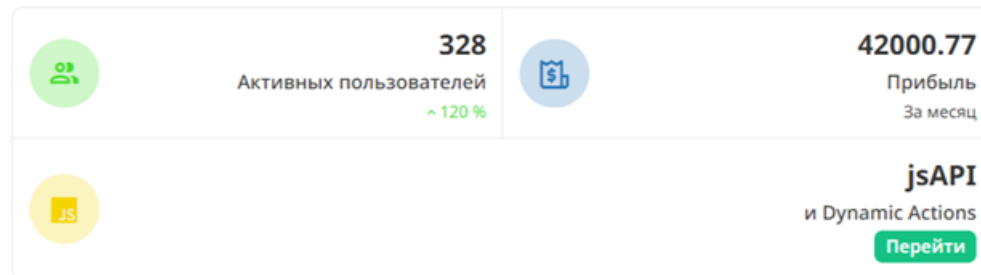 328
Активных пользователей
^ 120 %
$
42000.77
Прибыль
За месяц
JS
jsAPI
и Dynamic Actions
Перейти